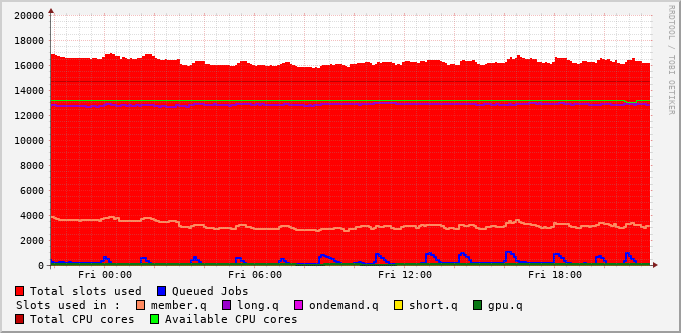 20000
18000
16000
14000
12000
10000
8000
6000
4000
2000
0
Fri 00:00 Fri 06:00 Fri 12:00 Fri 18:00
RRDTOOL / TOBI OETIKER
Total slots used Queued Jobs
Slots used in : member.q long.q ondemand.q short.q gpu.q
Total CPU cores Available CPU cores